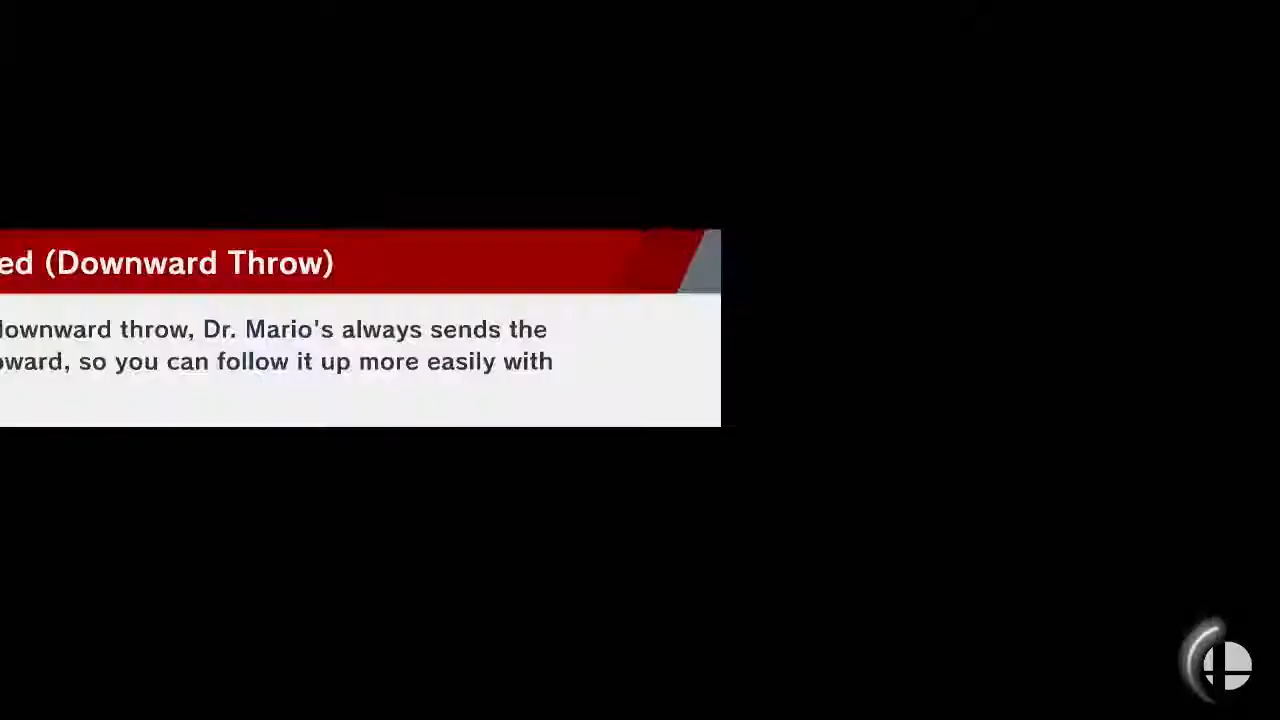 ed (Downward Throw)
downward throw, Dr. Mario's always sends the
ward, so you can follow it up more easily with